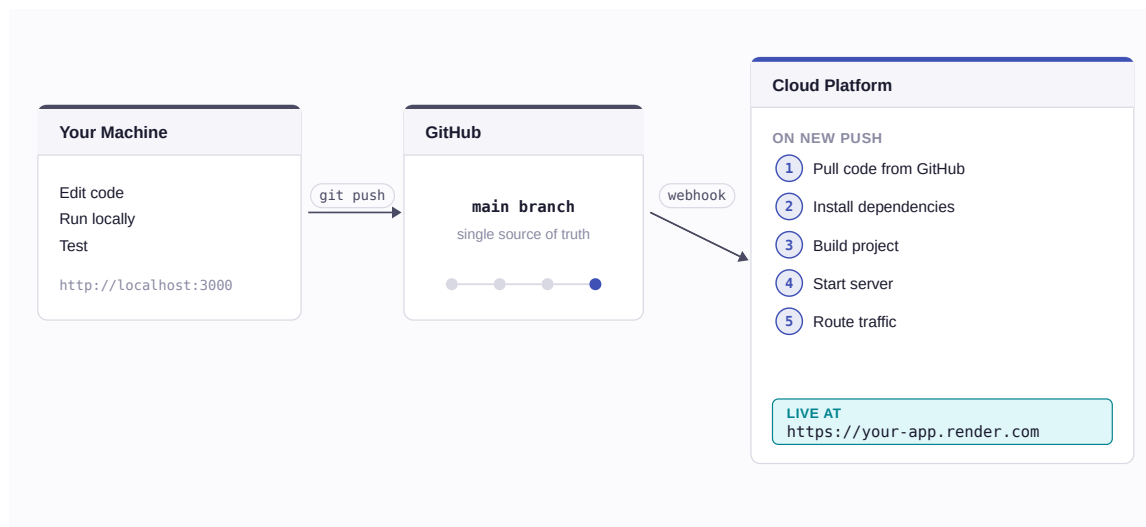 Your Machine
Edit code
Run locally
Test
http://localhost:3000
git push
GitHub
main branch
single source of truth
webhook
Cloud Platform
ON NEW PUSH
1 Pull code from GitHub
2 Install dependencies
3 Build project
4 Start server
5 Route traffic
LIVE AT
https://your-app.render.com